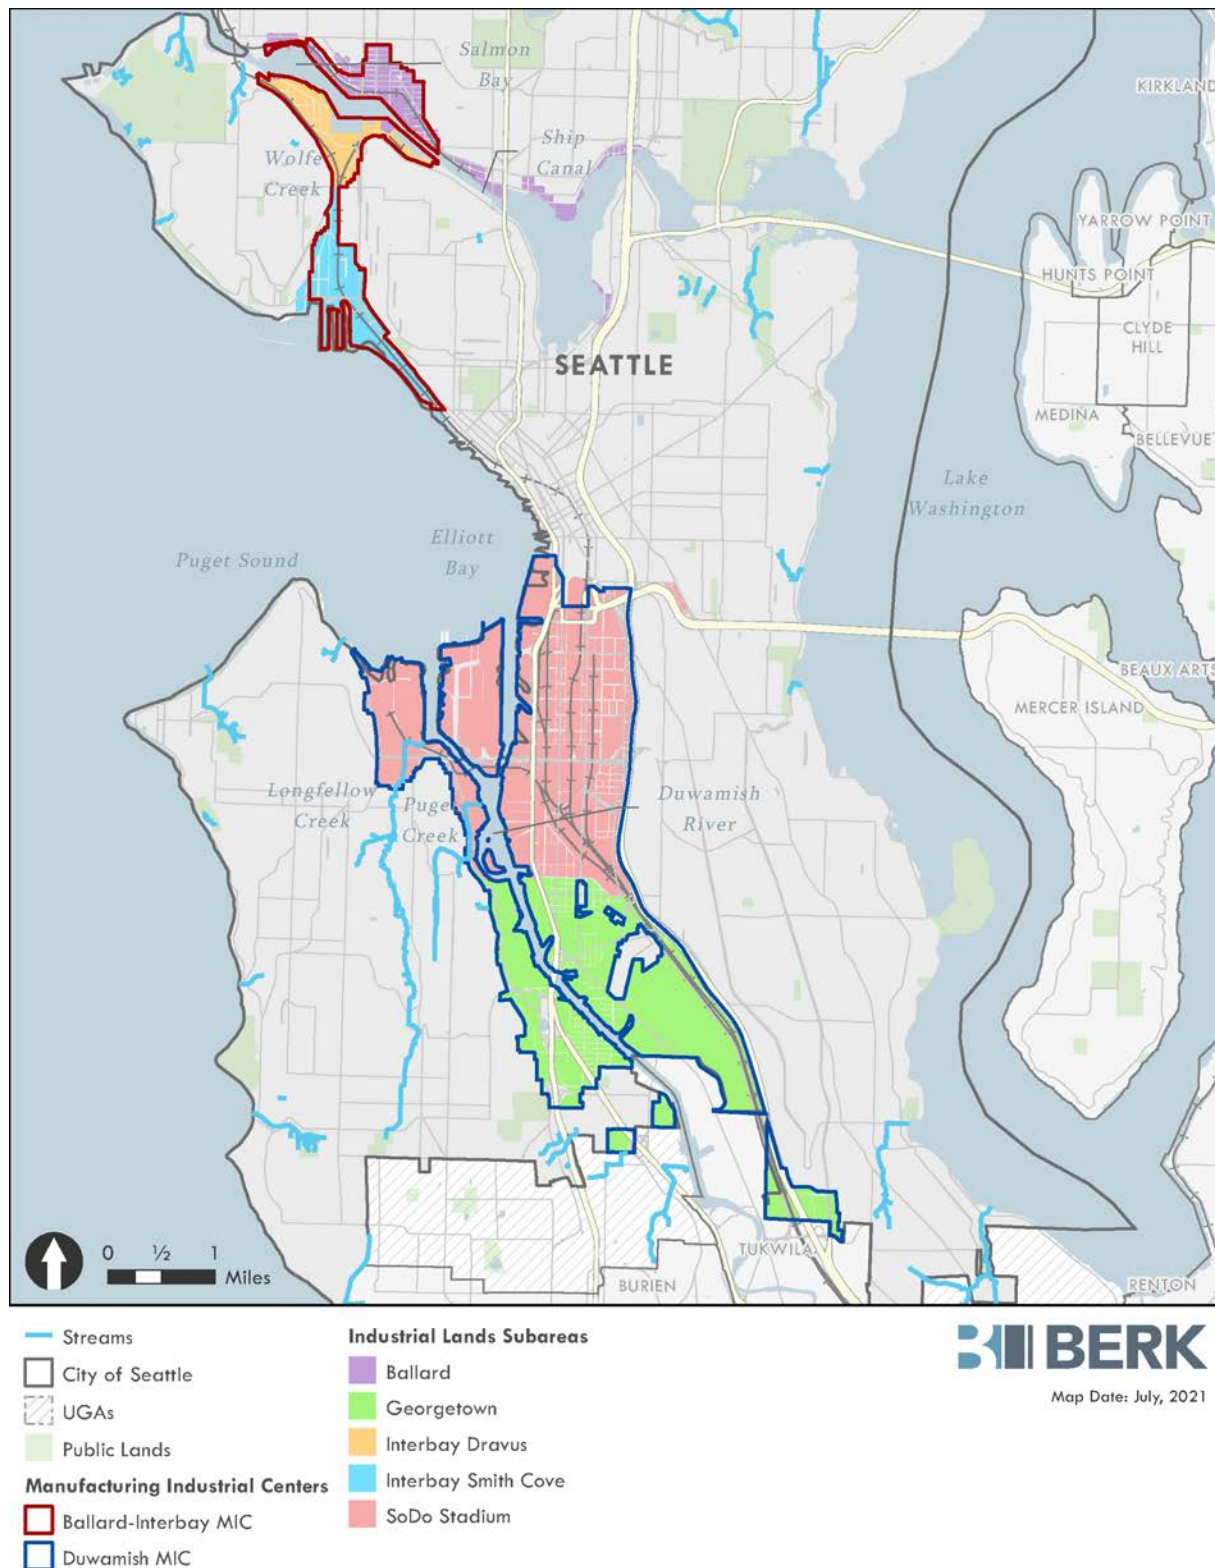 Salmon
Bay
KIRKLAND
Ship
Canal
Wolfe
Creek
YARROW POINT
HUNTS POINT
CLYDE
HILL
SEATTLE
MEDINA
BELLEVUE
Lake
Washington
Elliott
Bay
Puget Sound
BEAUX ARTS
MERCER ISLAND
Longfellow
Creek
Puge
Creek
Duwamish
River
TUKWILA
BURIEN
RENTON
0 ½ 1
Miles
Streams
City of Seattle
UGAs
Public Lands
Manufacturing Industrial Centers
Ballard-Interbay MIC
Duwamish MIC
Industrial Lands Subareas
Ballard
Georgetown
Interbay Dravus
Interbay Smith Cove
SoDo Stadium
BERK
Map Date: July, 2021